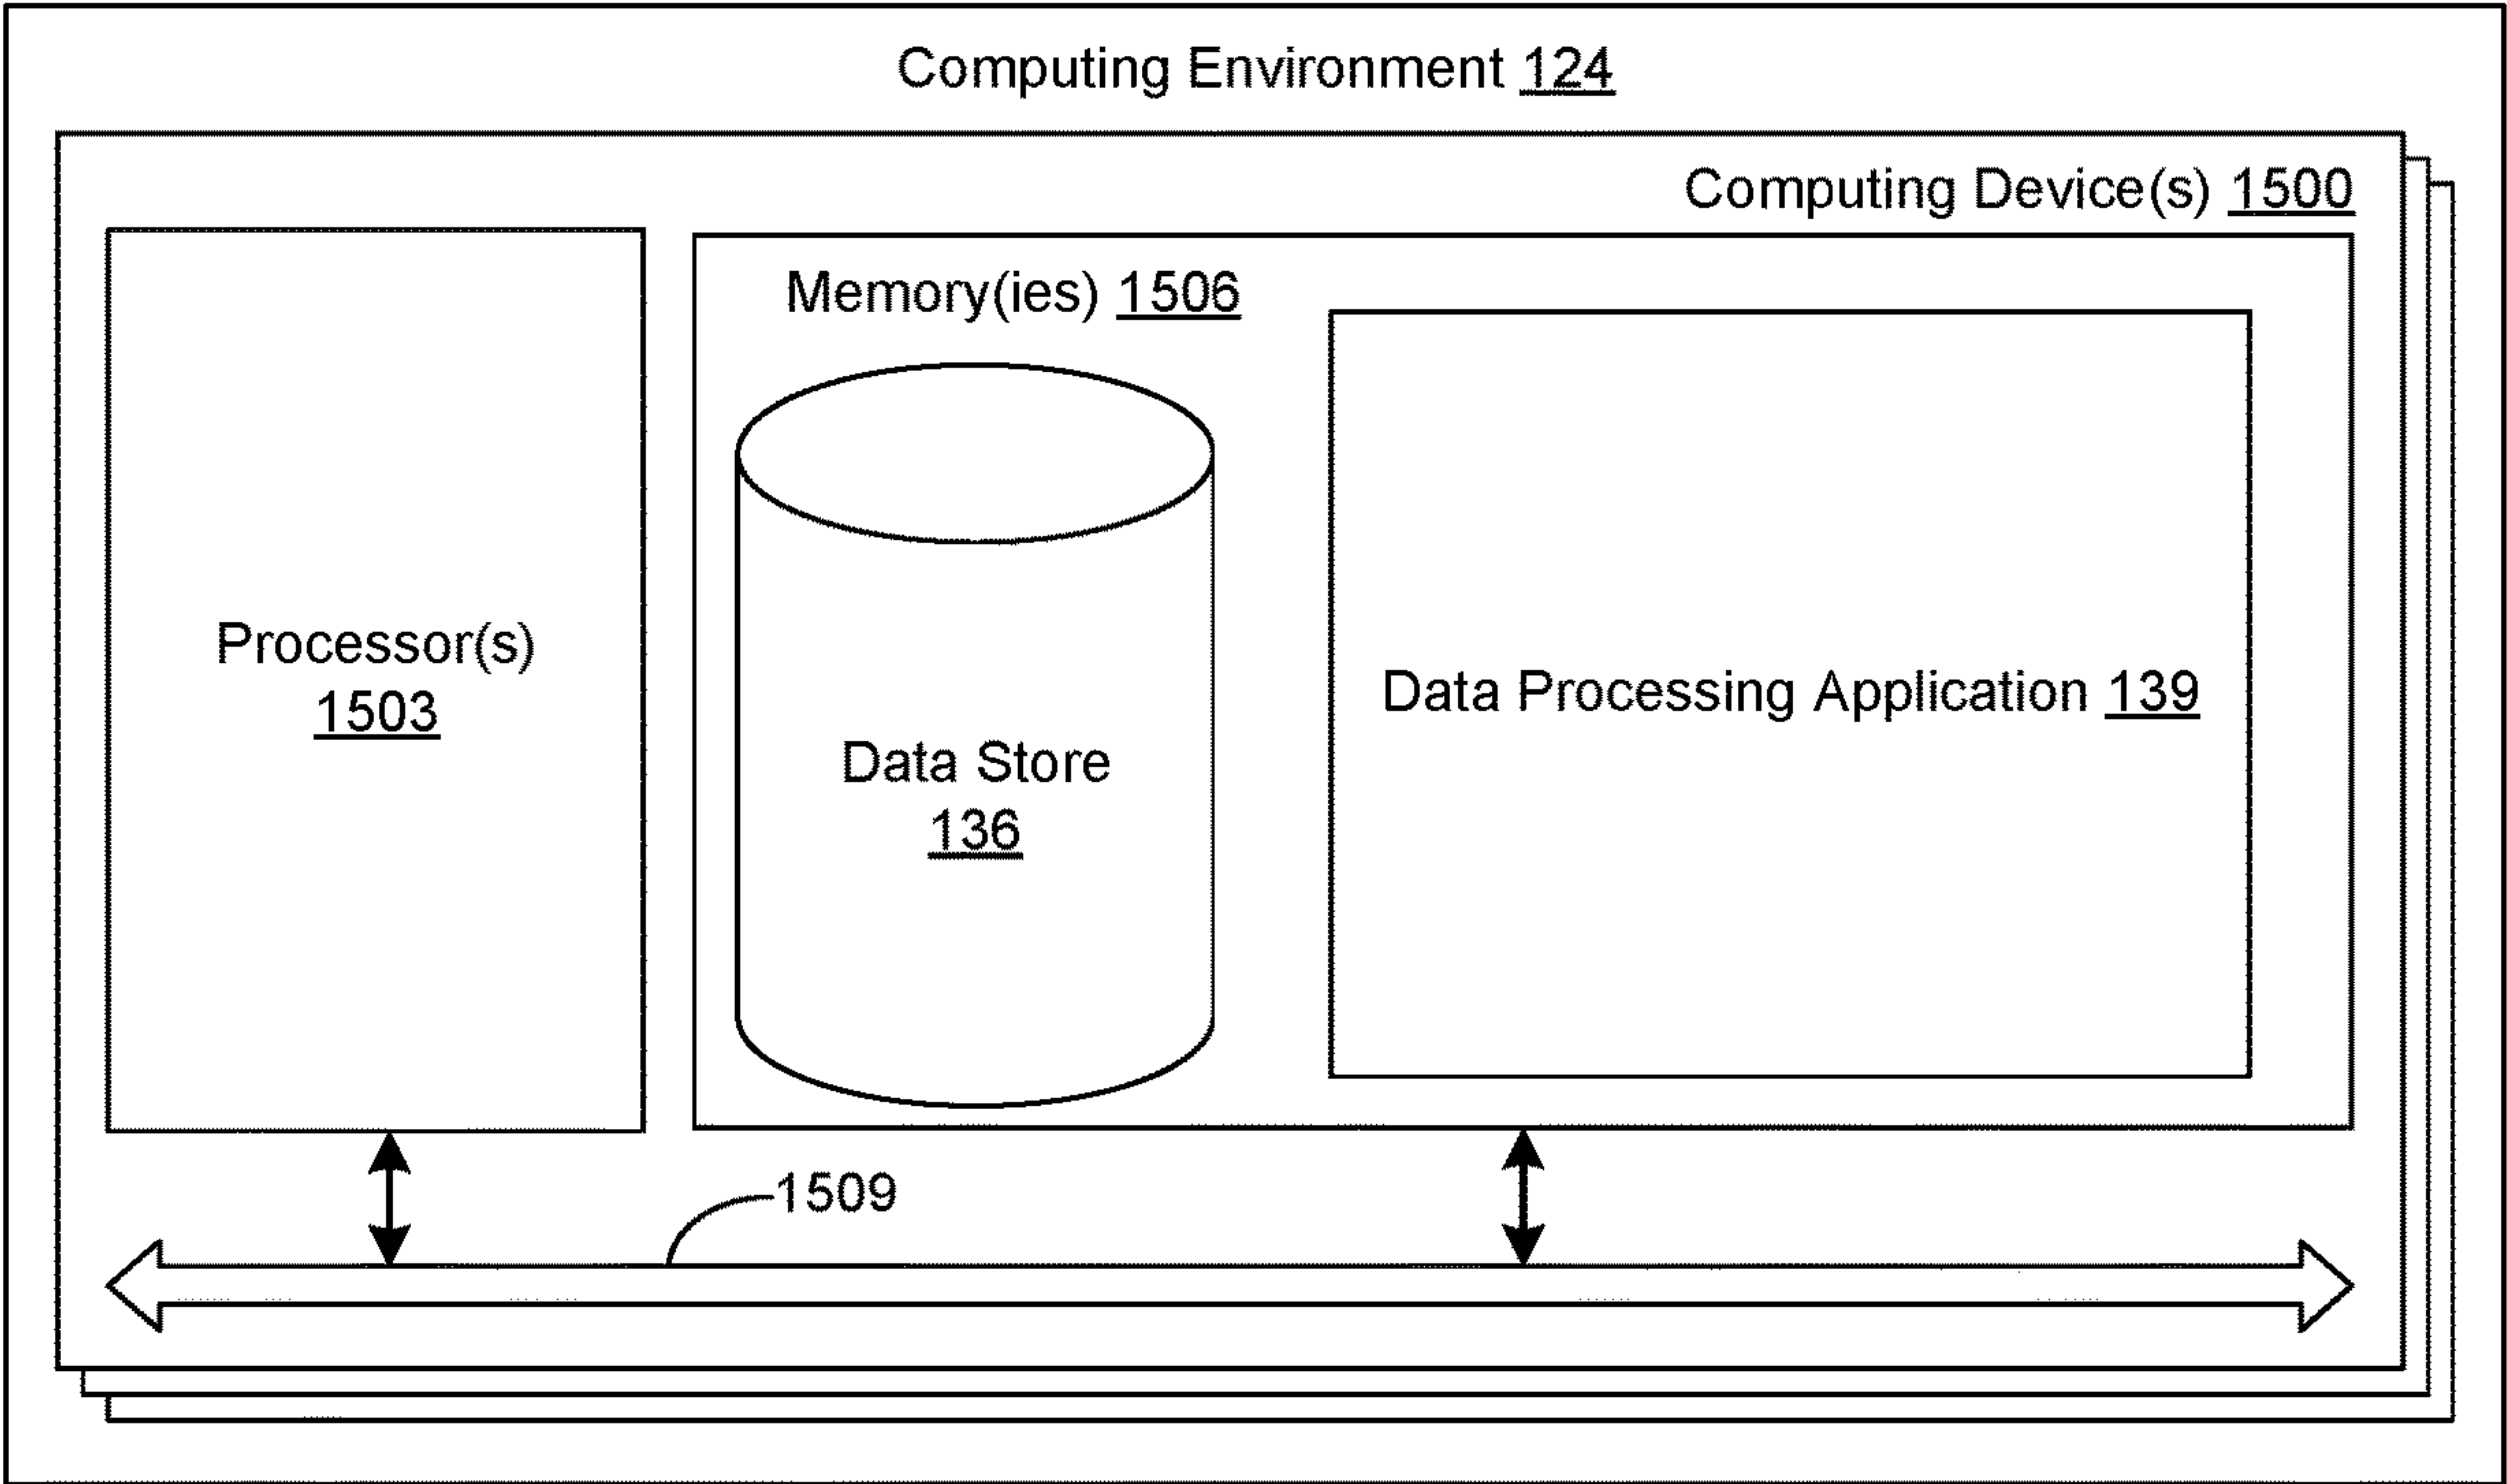 Computing Environment 124
Computing Device(s) 1500
Memory(ies) 1506
Processor(s)
1503
Data Store
136
Data Processing Application 139
1509